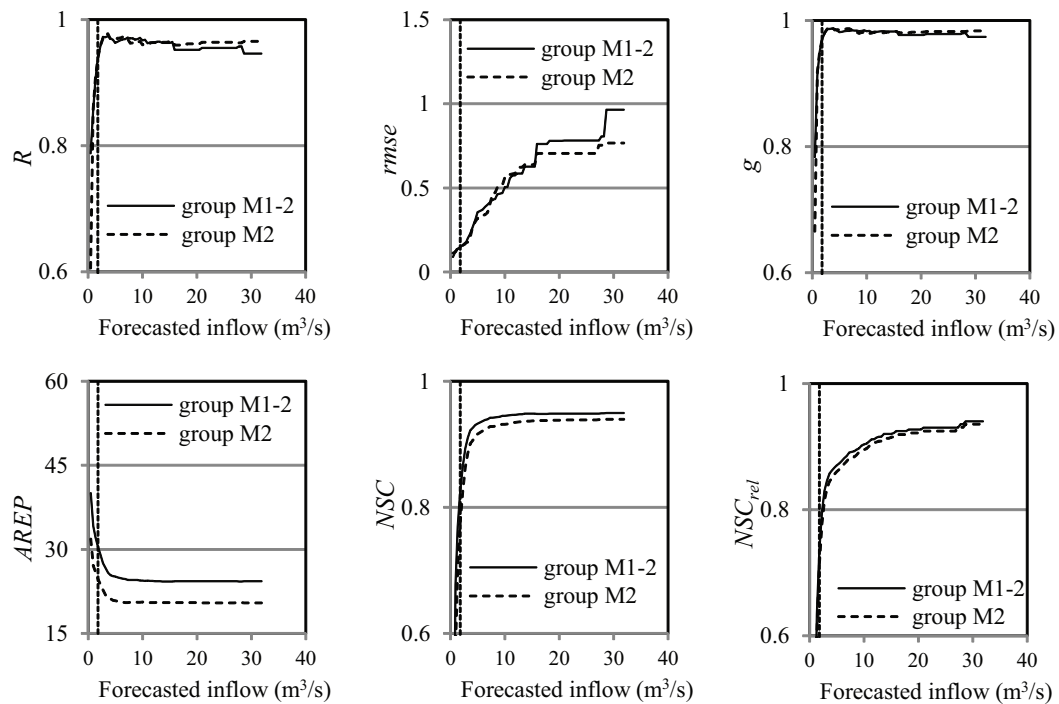 R
1
0.8
0.6
group M1-2
group M2
0 10 20 30 40
Forecasted inflow (m³/s)
rmse
1.5
1
0.5
0
group M1-2
group M2
0 10 20 30 40
Forecasted inflow (m³/s)
g
1
0.8
0.6
group M1-2
group M2
0 10 20 30 40
Forecasted inflow (m³/s)
AREP
60
45
30
15
group M1-2
group M2
0 10 20 30 40
Forecasted inflow (m³/s)
NSC
1
0.8
0.6
group M1-2
group M2
0 10 20 30 40
Forecasted inflow (m³/s)
NSCrel
1
0.8
0.6
group M1-2
group M2
0 10 20 30 40
Forecasted inflow (m³/s)